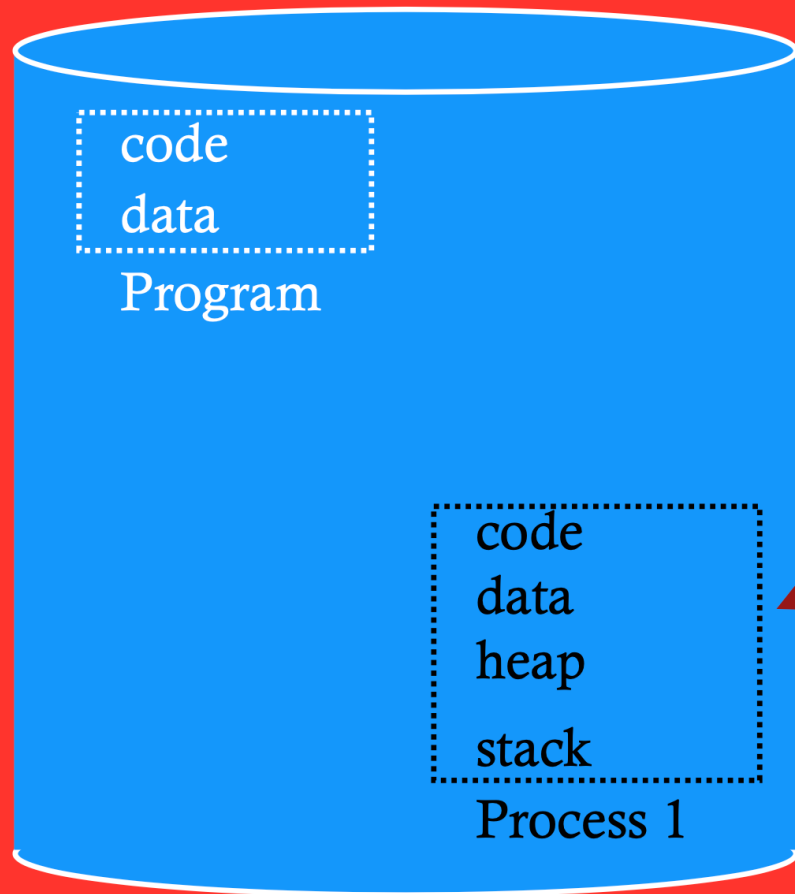 code
data
Program
code
data
heap
stack
Process 1